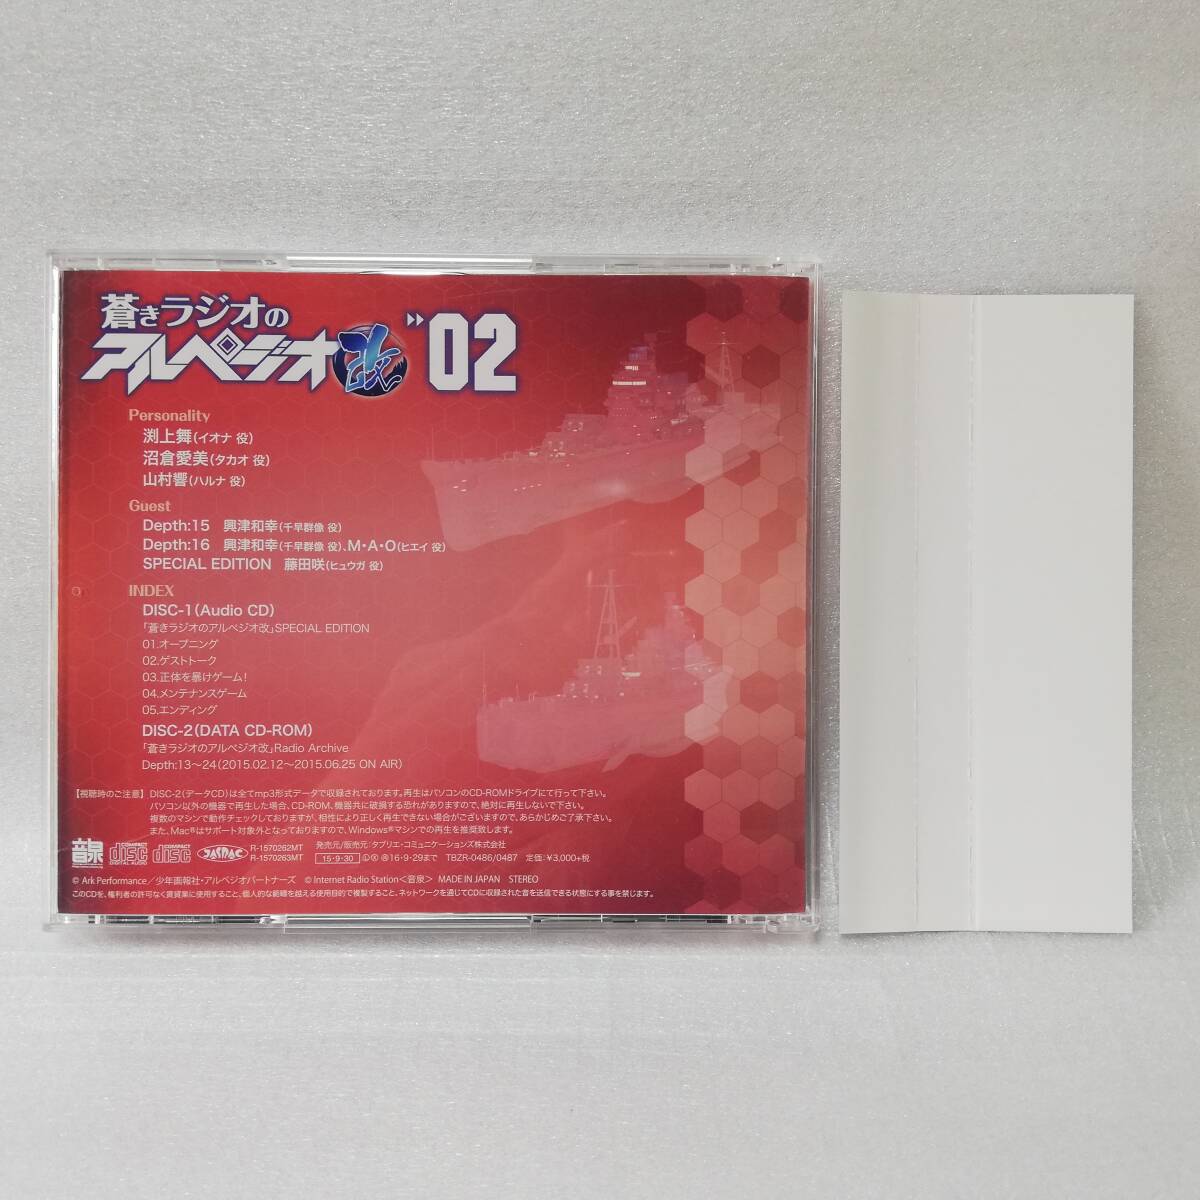 蒼きラジオの
アルペジオ改 "02
Personality
渕上舞(イオナ 役)
沼倉愛美(タカオ 役)
山村響(ハルナ 役)
Guest
Depth:15 興津和幸(千早群像 役)
Depth:16 興津和幸(千早群像 役)、M・A・O(ヒエイ 役)
SPECIAL EDITION 藤田咲(ヒュウガ 役)
INDEX
DISC-1(Audio CD)
「蒼きラジオのアルペジオ改」SPECIAL EDITION
01.オープニング
02.ゲストトーク
03.正体を暴けゲーム!
04.メンテナンスゲーム
05.エンディング
DISC-2(DATA CD-ROM)
「蒼きラジオのアルペジオ改」Radio Archive
Depth:13〜24(2015.02.12〜2015.06.25 ON AIR)
【視聴時のご注意】DISC-2(データCD)は全てmp3形式データで収録されております。再生はパソコンのCD-ROMドライブにて行って下さい。
パソコン以外の機器で再生した場合、CD-ROM、機器共に破損する恐れがありますので、絶対に再生しないで下さい。
複数のマシンで動作チェックしておりますが、相性により正しく再生できない場合がございますので、あらかじめご了承下さい。
また、Mac®はサポート対象外となっておりますので、Windows®マシンでの再生を推奨致します。
音泉 COMPACT disc DIGITAL AUDIO COMPACT disc JASRAC R-1570262MT 発売元/販売元:タブリエ・コミュニケーションズ株式会社
R-1570263MT 15・9・30 Ⓛ Ⓧ ㊙16・9・29まで TBZR-0486/0487 定価:¥3,000+税
© Ark Performance/少年画報社・アルペジオパートナーズ © Internet Radio Station<音泉> MADE IN JAPAN STEREO
このCDを、権利者の許可なく賃貸業に使用すること、個人的な範疇を越える使用目的で複製すること、ネットワークを通じてCDに収録された音を送信できる状態にする事を禁じます。